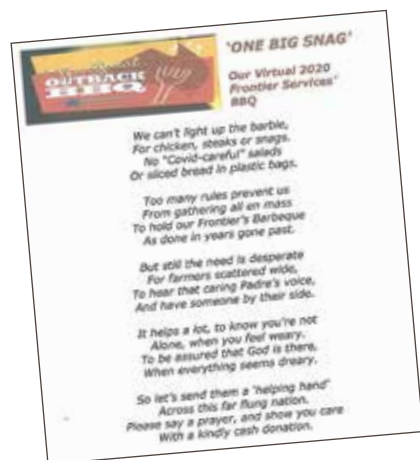 OUTBACK
BBQ
'ONE BIG SNAG'
Our Virtual 2020
Frontier Services'
BBQ
We can't light up the barbie,
For chicken, steaks or snags.
No "Covid-careful" salads
Or sliced bread in plastic bags.
Too many rules prevent us
From gathering all en mass
To hold our Frontier's Barbeque
As done in years gone past.
But still the need is desperate
For farmers scattered wide,
To hear that caring Padre's voice,
And have someone by their side.
It helps a lot, to know you're not
Alone, when you feel weary.
To be assured that God is there,
When everything seems dreary.
So let's send them a 'helping hand'
Across this far flung nation.
Please say a prayer, and show you care
With a kindly cash donation.